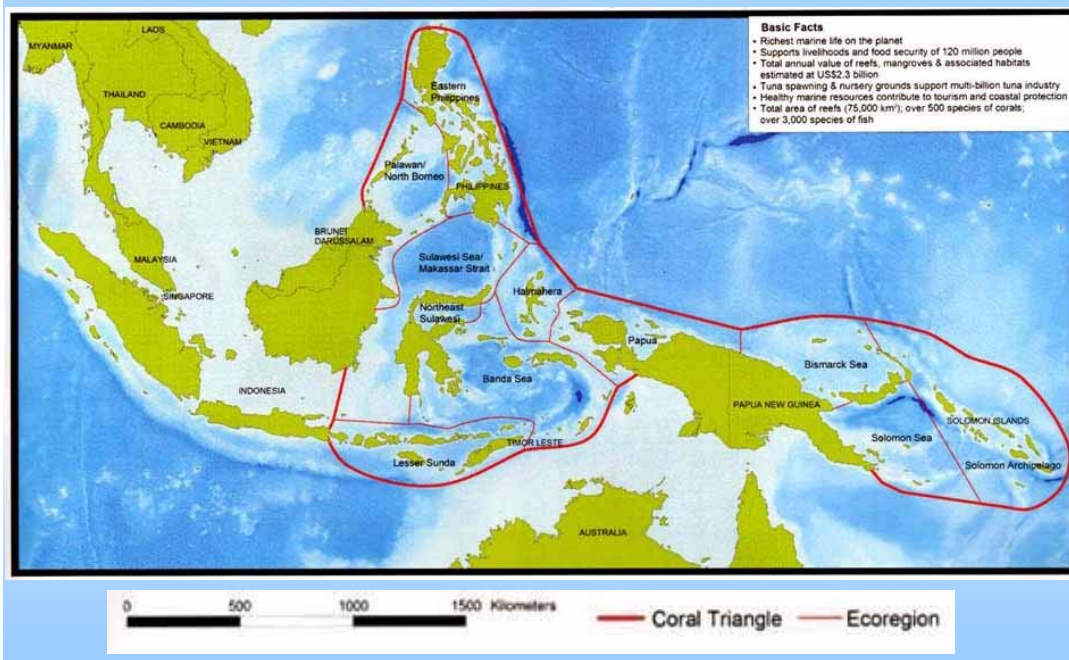 Basic Facts
• Richest marine life on the planet
• Supports livelihoods and food security of 120 million people
• Total annual value of reefs, mangroves & associated habitats
estimated at US$2.3 billion
• Tuna spawning & nursery grounds support multi-billion tuna industry
• Healthy marine resources contribute to tourism and coastal protection
• Total area of reefs (75,000 km²); over 500 species of corals;
over 3,000 species of fish
LAOS
MYANMAR
THAILAND
CAMBODIA
VIETNAM
Eastern
Philippines
Palawan/
North Borneo
PHILIPPINES
BRUNEI
DARUSSALAM
MALAYSIA
SINGAPORE
Sulawesi Sea/
Makassar Strait
Halmahera
Northeast
Sulawesi
Papua
Banda Sea
INDONESIA
Bismarck Sea
PAPUA NEW GUINEA
SOLOMON ISLANDS
Solomon Sea
Solomon Archipelago
TIMOR LESTE
Lesser Sunda
AUSTRALIA
0 500 1000 1500 Kilometers
Coral Triangle
Ecoregion